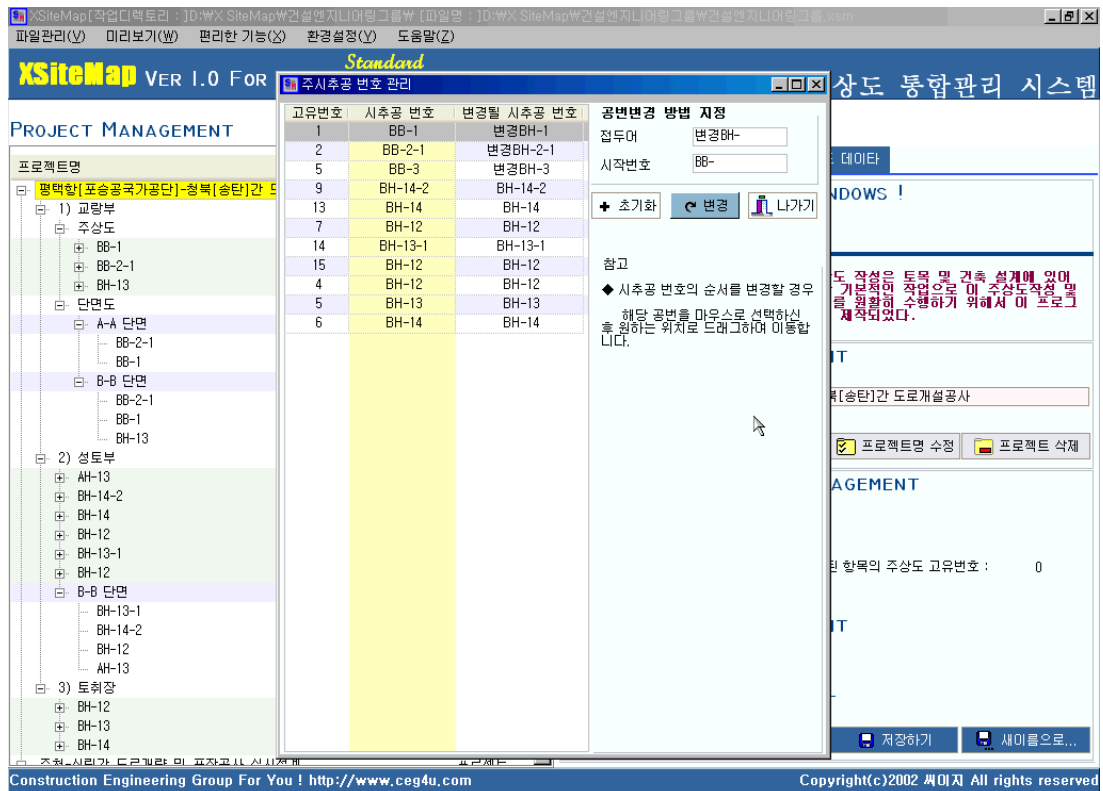 XSiteMap[작업디렉토리 : ]D:\X SiteMap\건설엔지니어링그룹\ [파일명 : ]D:\X SiteMap\건설엔지니어링그룹\건설엔지니어링그룹.xsm
파일관리(V) 미리보기(W) 편리한 기능(X) 환경설정(Y) 도움말(Z)
XSiteMap VER 1.0 FOR
Standard
상도 통합관리 시스템
PROJECT MANAGEMENT
프로젝트명
평택항[포승공국가공단]-청북[송탄]간 도
1) 교량부
주상도
BB-1
BB-2-1
BH-13
단면도
A-A 단면
BB-2-1
BB-1
B-B 단면
BB-2-1
BB-1
BH-13
2) 성토부
AH-13
BH-14-2
BH-14
BH-12
BH-13-1
BH-12
B-B 단면
BH-13-1
BH-14-2
BH-12
AH-13
3) 토취장
BH-12
BH-13
BH-14
주시추공 번호 관리
고유번호 시추공 번호 변경될 시추공 번호
1 BB-1 변경BH-1
2 BB-2-1 변경BH-2-1
5 BB-3 변경BH-3
9 BH-14-2 BH-14-2
13 BH-14 BH-14
7 BH-12 BH-12
14 BH-13-1 BH-13-1
15 BH-12 BH-12
4 BH-12 BH-12
5 BH-13 BH-13
6 BH-14 BH-14
공번변경 방법 지정
접두어 변경BH-
시작번호 BB-
초기화 변경 나가기
참고
◆ 시추공 번호의 순서를 변경할 경우
해당 공번을 마우스로 선택하신
후 원하는 위치로 드래그하며 이동합
니다.
데이타
NDOWS !
도 작성은 토목 및 건축 설계에 있어
기본적인 작업으로 이 주상도작성 및
를 원활히 수행하기 위해서 이 프로그
제작되었다.
NT
북[송탄]간 도로개설공사
프로젝트명 수정 프로젝트 삭제
AGEMENT
된 항목의 주상도 고유번호 : 0
NT
저장하기 새이름으로...
Construction Engineering Group For You ! http://www.ceg4u.com
Copyright(c)2002 씨이지 All rights reserved